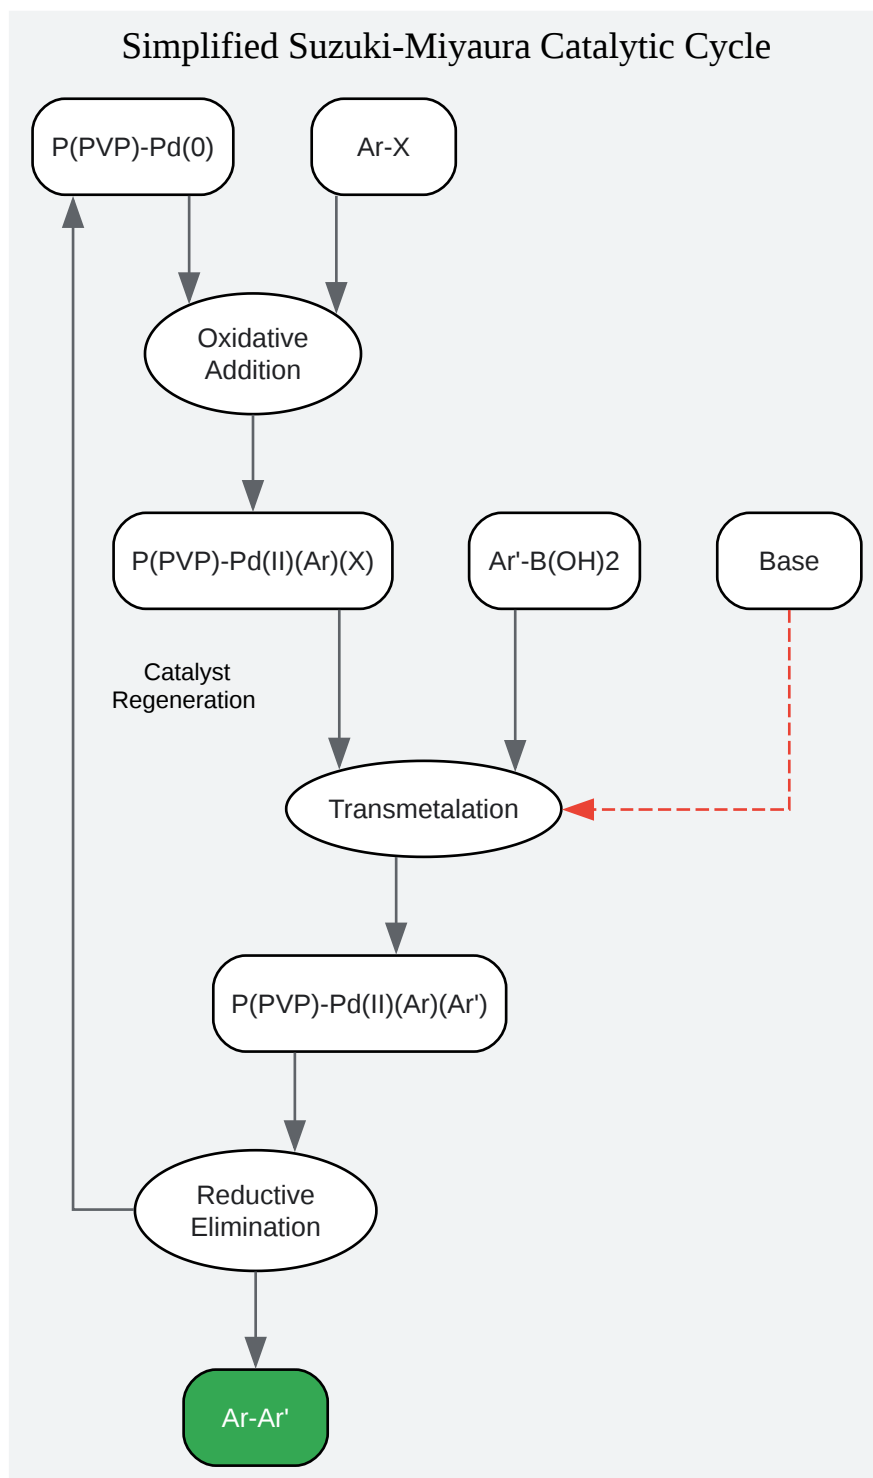 Simplified Suzuki-Miyaura Catalytic Cycle
P(PVP)-Pd(0)
Ar-X
Oxidative
Addition
P(PVP)-Pd(II)(Ar)(X)
Ar'-B(OH)2
Base
Catalyst
Regeneration
Transmetalation
P(PVP)-Pd(II)(Ar)(Ar')
Reductive
Elimination
Ar-Ar'